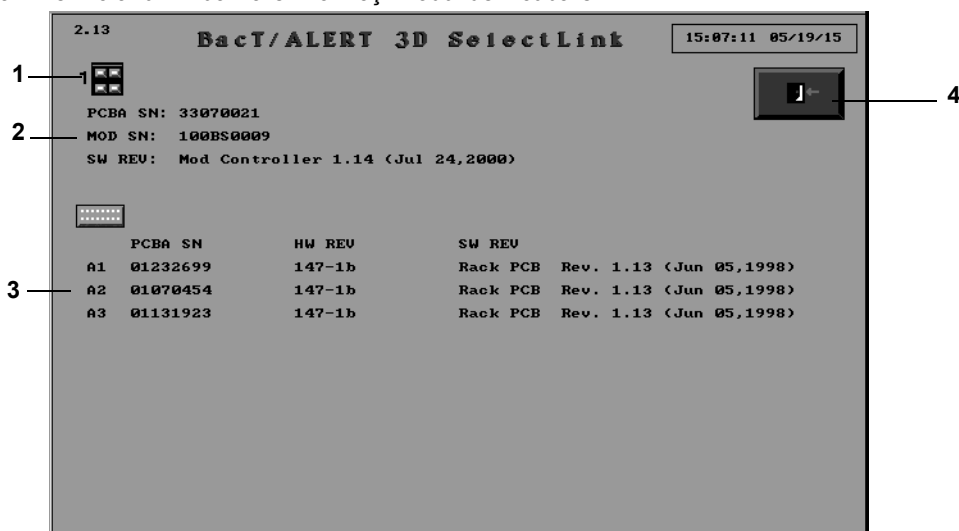 2.13
BacT/ALERT 3D SelectLink
15:07:11 05/19/15
1
1
4
PCBA SN: 33070021
2
MOD SN: 100BS0009
SW REV: Mod Controller 1.14 (Jul 24,2000)
PCBA SN HW REV SW REV
A1 01232699 147-1b Rack PCB Rev. 1.13 (Jun 05,1998)
3
A2 01070454 147-1b Rack PCB Rev. 1.13 (Jun 05,1998)
A3 01131923 147-1b Rack PCB Rev. 1.13 (Jun 05,1998)